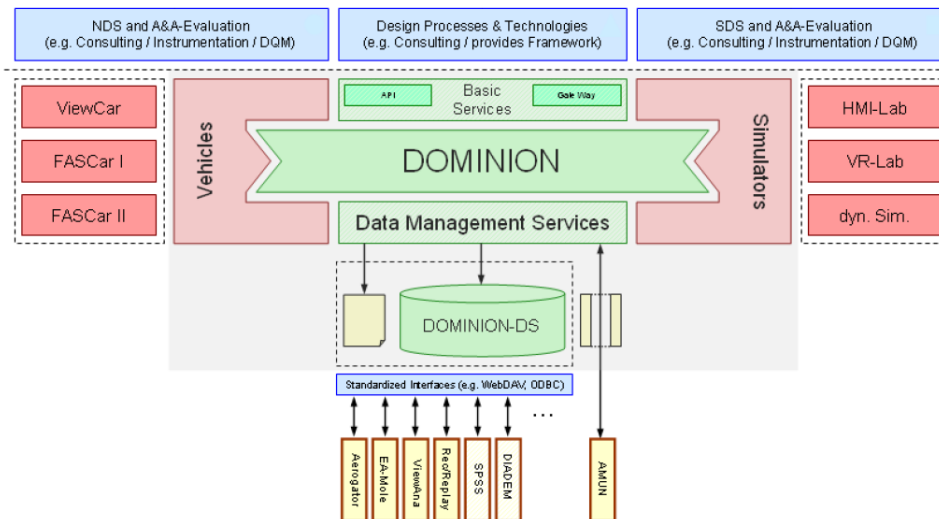 NDS and A&A-Evaluation
(e.g. Consulting / Instrumentation / DQM)
Design Processes & Technologies
(e.g. Consulting / provides Framework)
SDS and A&A-Evaluation
(e.g. Consulting / Instrumentation / DQM)
ViewCar
FASCar I
FASCar II
Vehicles
API
Basic
Services
Gate Way
DOMINION
Data Management Services
Simulators
HMI-Lab
VR-Lab
dyn. Sim.
DOMINION-DS
Standardized Interfaces (e.g. WebDAV, ODBC)
...
Aerogator
EA-Mole
ViewAna
Rec/Replay
SPSS
DIADEM
AMUN